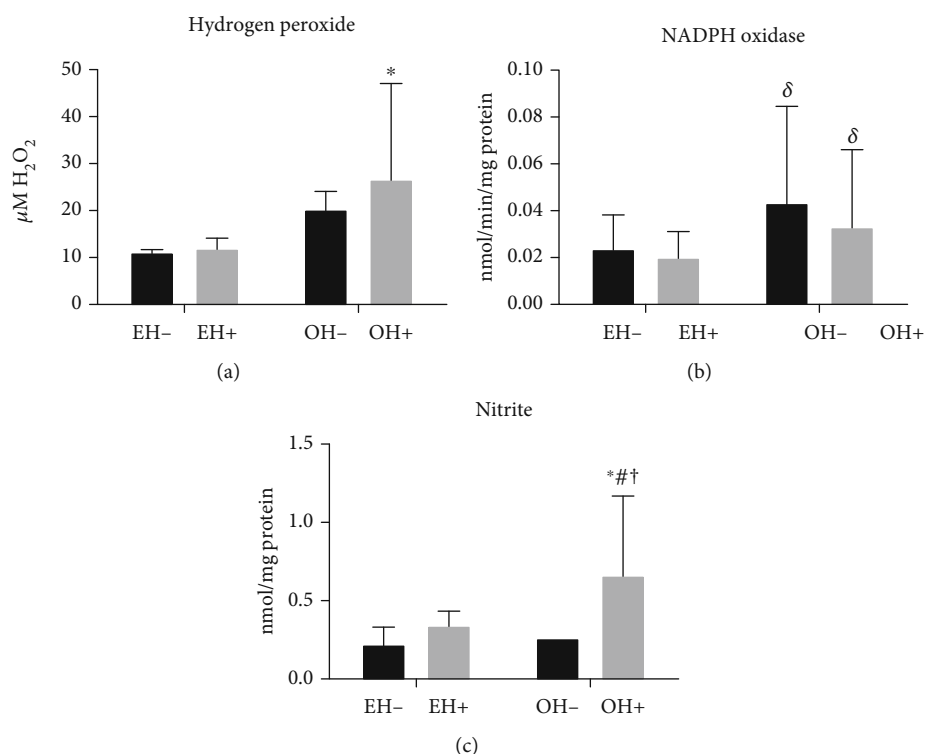 Hydrogen peroxide
μM H2O2
50
40
30
20
10
0
*
EH– EH+ OH– OH+
(a)
NADPH oxidase
nmol/min/mg protein
0.10
0.08
0.06
0.04
0.02
0.00
δ δ
EH– EH+ OH– OH+
(b)
Nitrite
nmol/mg protein
1.5
1.0
0.5
0.0
*#†
EH– EH+ OH– OH+
(c)